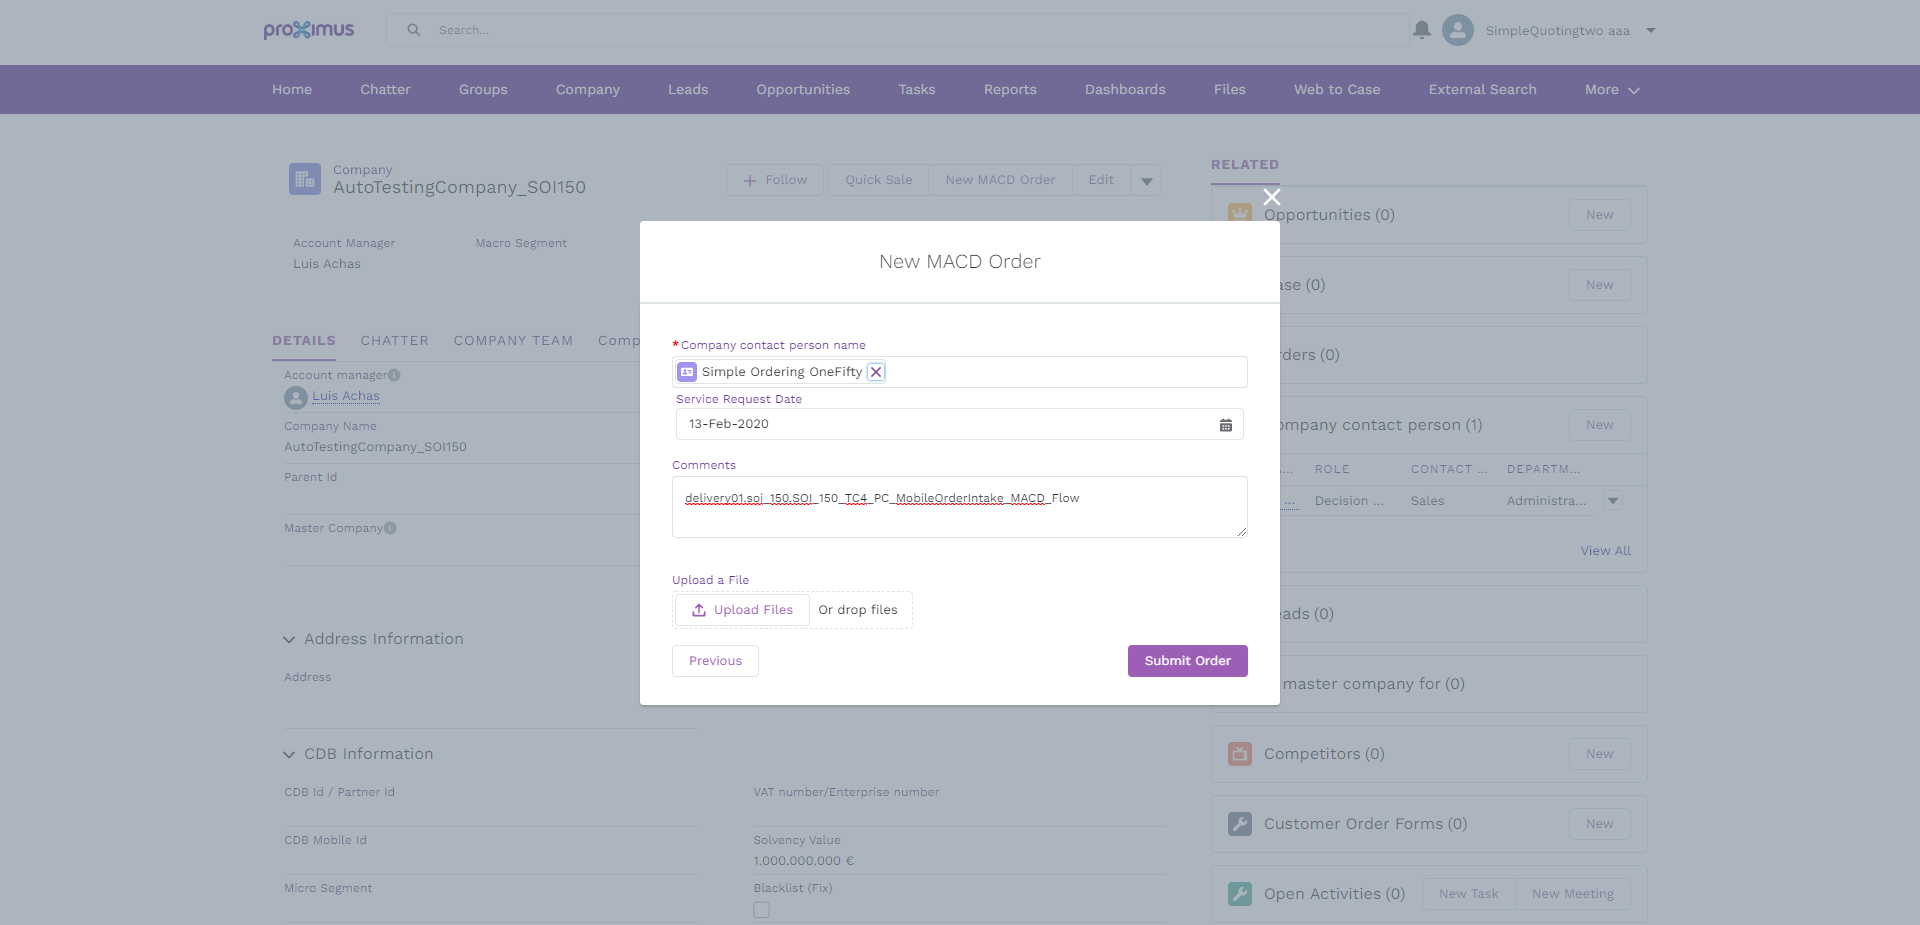 proximus
Search...
SimpleQuotingtwo aaa
Home Chatter Groups Company Leads Opportunities Tasks Reports Dashboards Files Web to Case External Search More
Company
AutoTestingCompany_SOI150
Follow Quick Sale New MACD Order Edit
Account Manager Macro Segment
Luis Achas
DETAILS CHATTER COMPANY TEAM Comp
Account manager
Luis Achas
Company Name
AutoTestingCompany_SOI150
Parent Id
Master Company
Address Information
Address
CDB Information
CDB Id / Partner Id VAT number/Enterprise number
CDB Mobile Id Solvency Value
1.000.000.000 €
Micro Segment Blacklist (Fix)
New MACD Order
*Company contact person name
Simple Ordering OneFifty
Service Request Date
13-Feb-2020
Comments
delivery01.soi_150.SOI_150_TC4_PC_MobileOrderIntake_MACD_Flow
Upload a File
Upload Files Or drop files
Previous Submit Order
RELATED
Opportunities (0) New
ase (0) New
rders (0)
ompany contact person (1) New
A... ROLE CONTACT ... DEPARTM...
... Decision ... Sales Administra...
View All
eads (0)
master company for (0)
Competitors (0) New
Customer Order Forms (0) New
Open Activities (0) New Task New Meeting